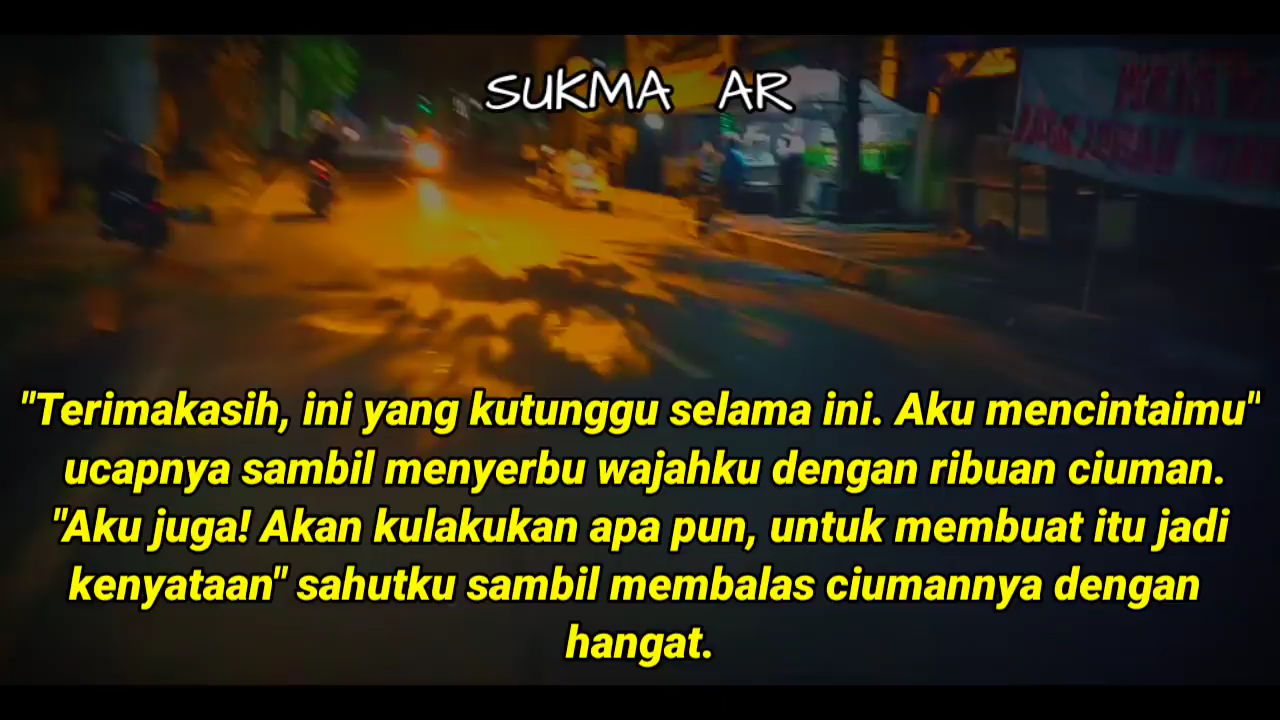 SUKMA AR
"Terimakasih, ini yang kutunggu selama ini. Aku mencintaimu"
ucapnya sambil menyerbu wajahku dengan ribuan ciuman.
"Aku juga! Akan kulakukan apa pun, untuk membuat itu jadi
kenyataan" sahutku sambil membalas ciumannya dengan
hangat.